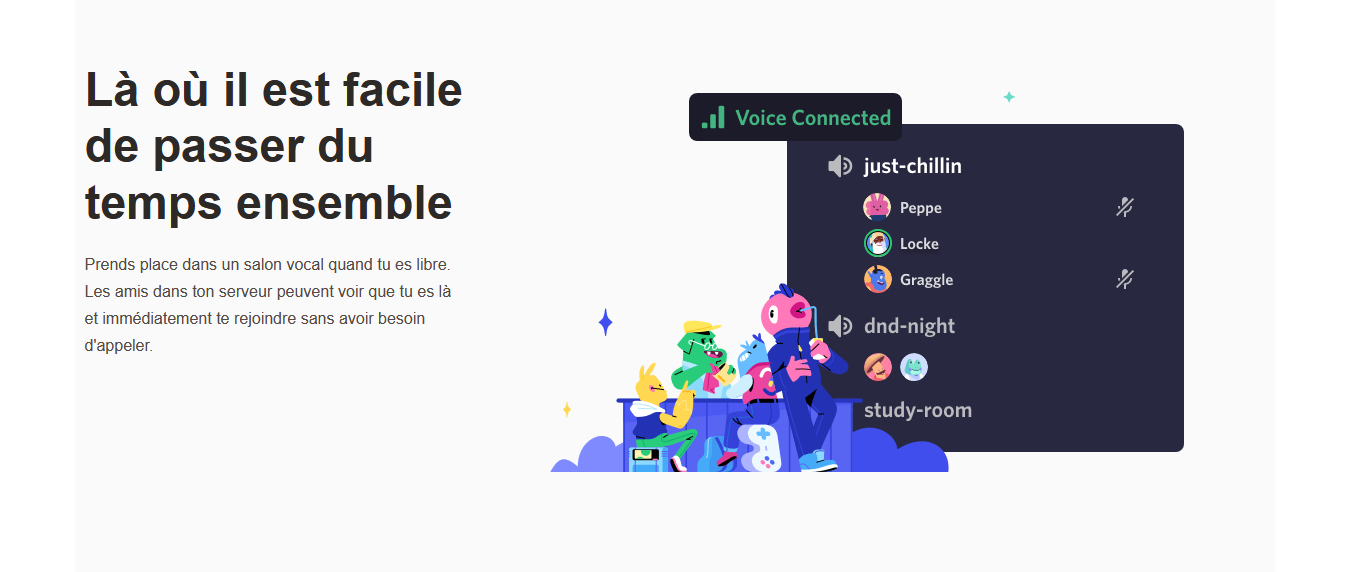 Là où il est facile
de passer du
temps ensemble
Prends place dans un salon vocal quand tu es libre.
Les amis dans ton serveur peuvent voir que tu es là
et immédiatement te rejoindre sans avoir besoin
d'appeler.
Voice Connected
just-chillin
Peppe
Locke
Graggle
dnd-night
study-room